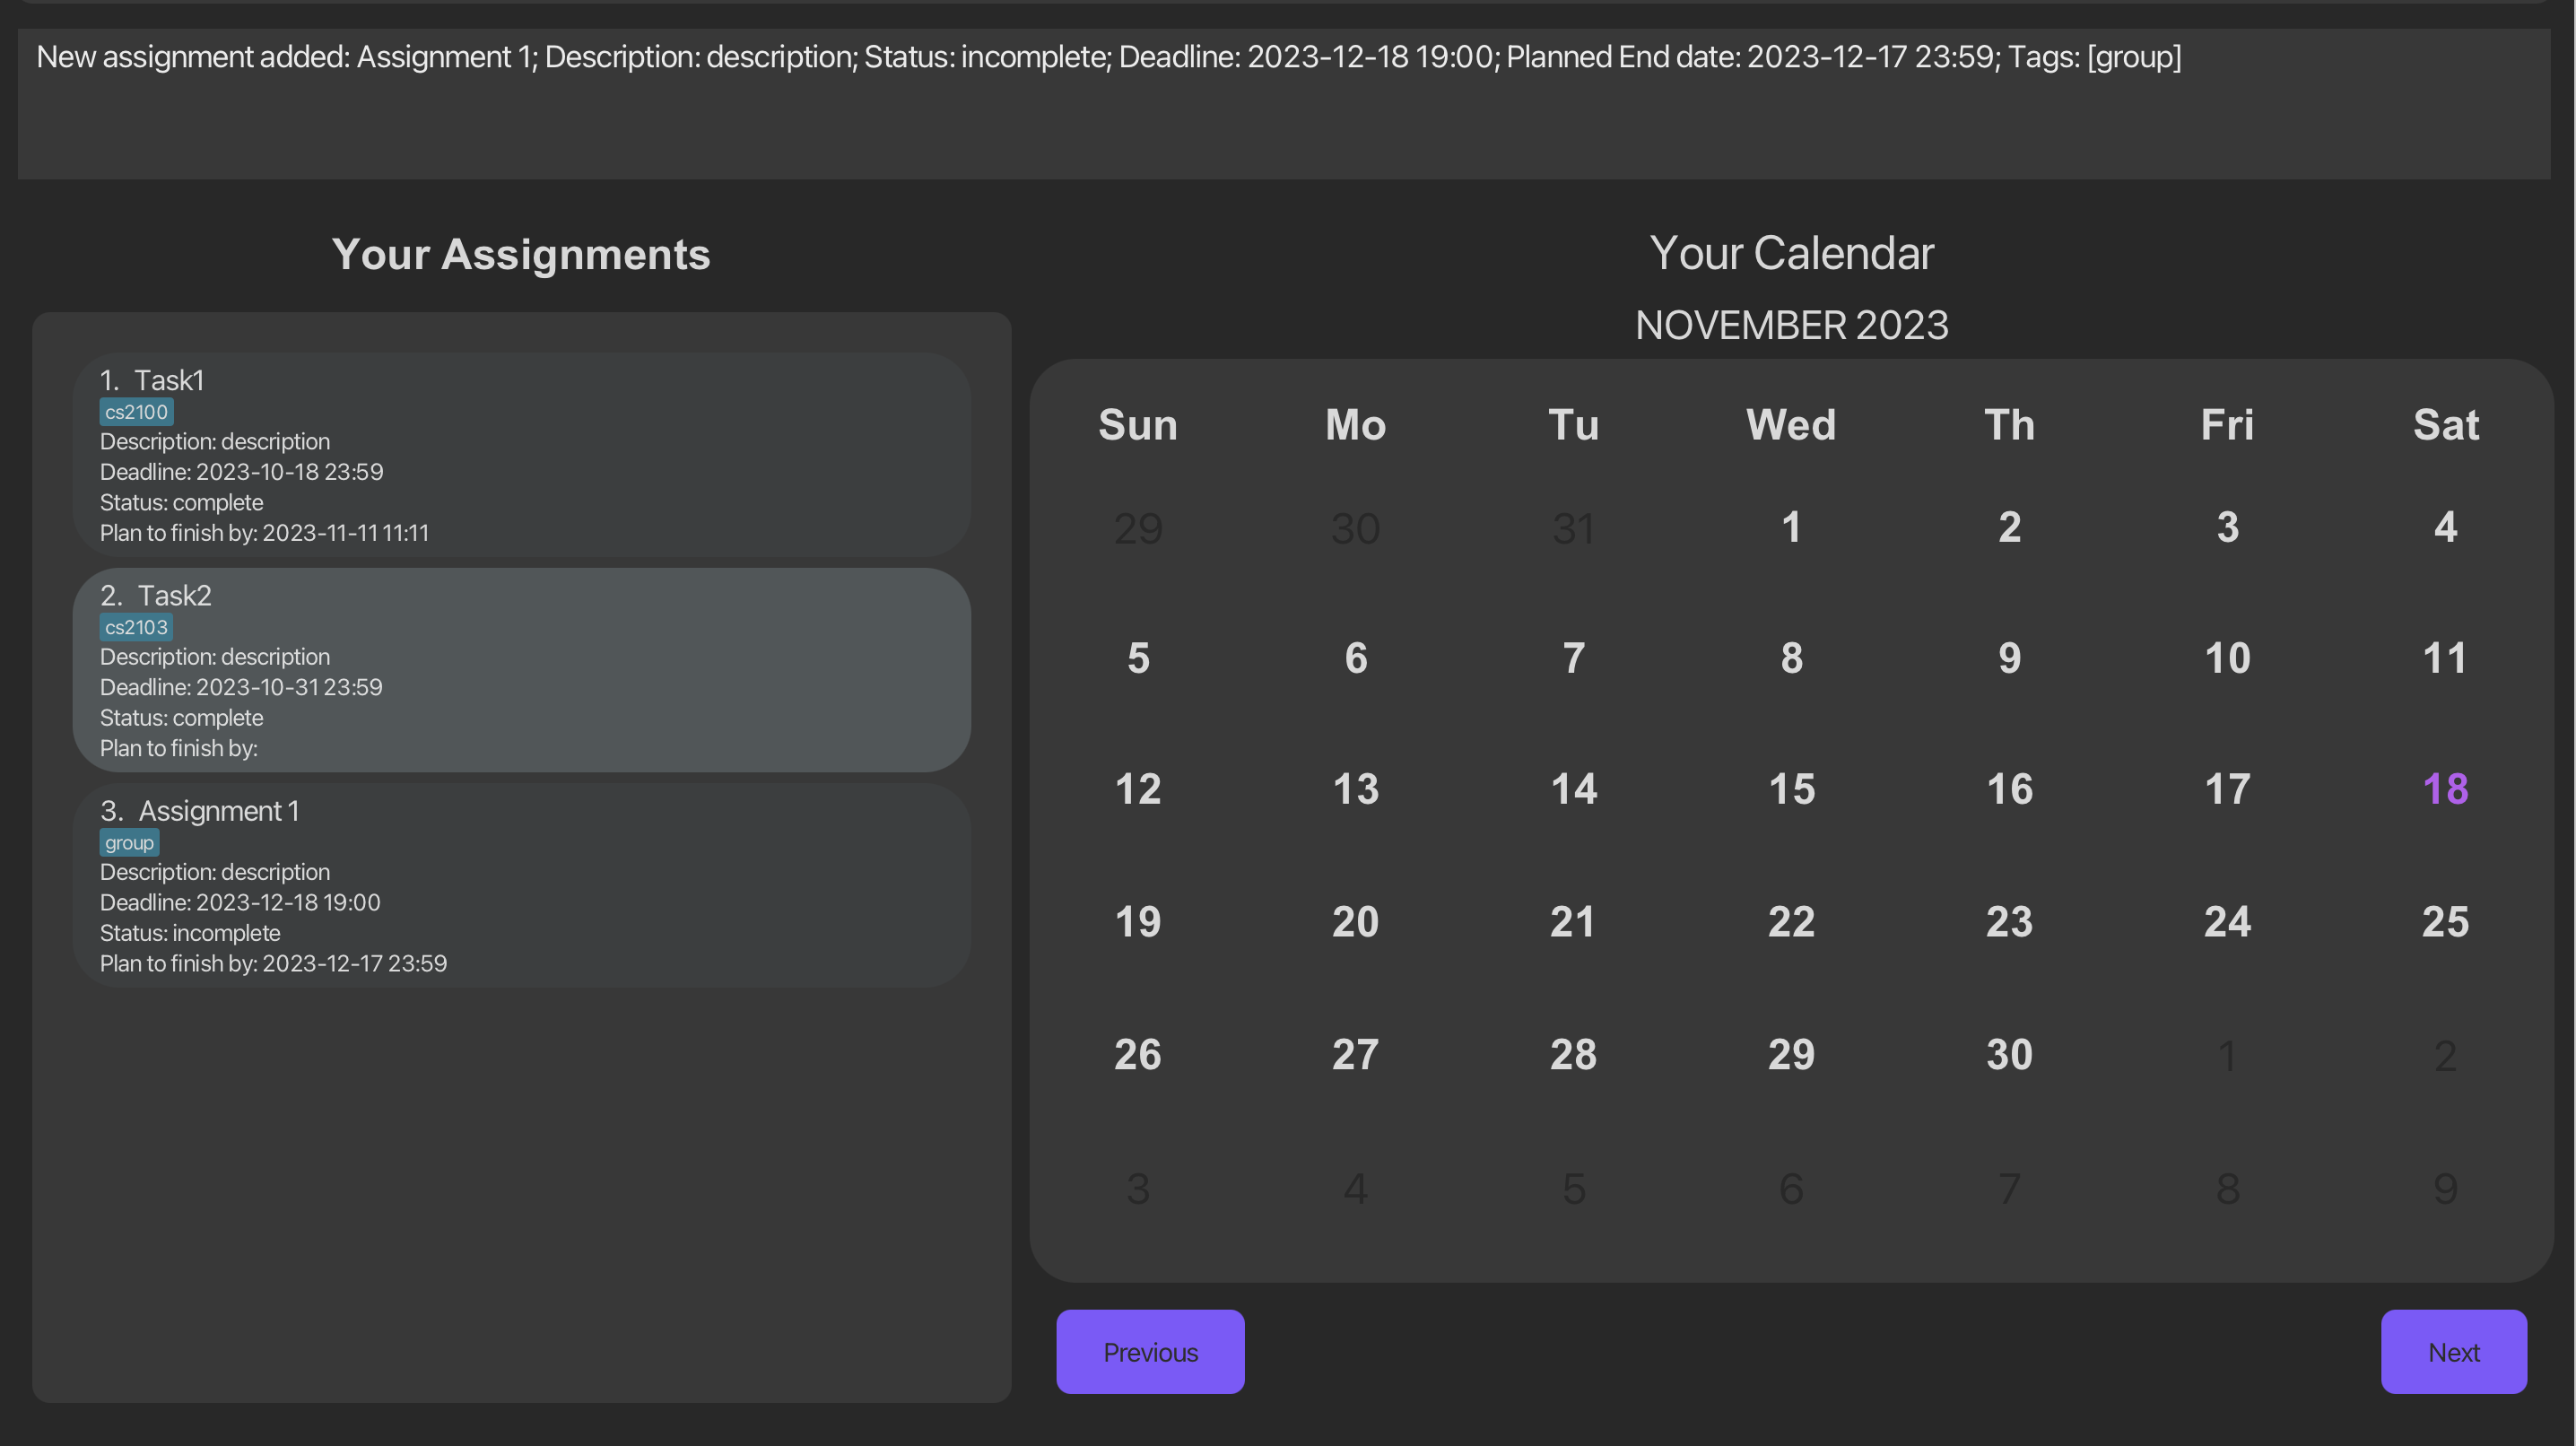 New assignment added: Assignment 1; Description: description; Status: incomplete; Deadline: 2023-12-18 19:00; Planned End date: 2023-12-17 23:59; Tags: [group]
Your Assignments
1. Task1
cs2100
Description: description
Deadline: 2023-10-18 23:59
Status: complete
Plan to finish by: 2023-11-11 11:11
2. Task2
cs2103
Description: description
Deadline: 2023-10-31 23:59
Status: complete
Plan to finish by:
3. Assignment 1
group
Description: description
Deadline: 2023-12-18 19:00
Status: incomplete
Plan to finish by: 2023-12-17 23:59
Your Calendar
NOVEMBER 2023
Sun Mo Tu Wed Th Fri Sat
29 30 31 1 2 3 4
5 6 7 8 9 10 11
12 13 14 15 16 17 18
19 20 21 22 23 24 25
26 27 28 29 30 1 2
3 4 5 6 7 8 9
Previous Next